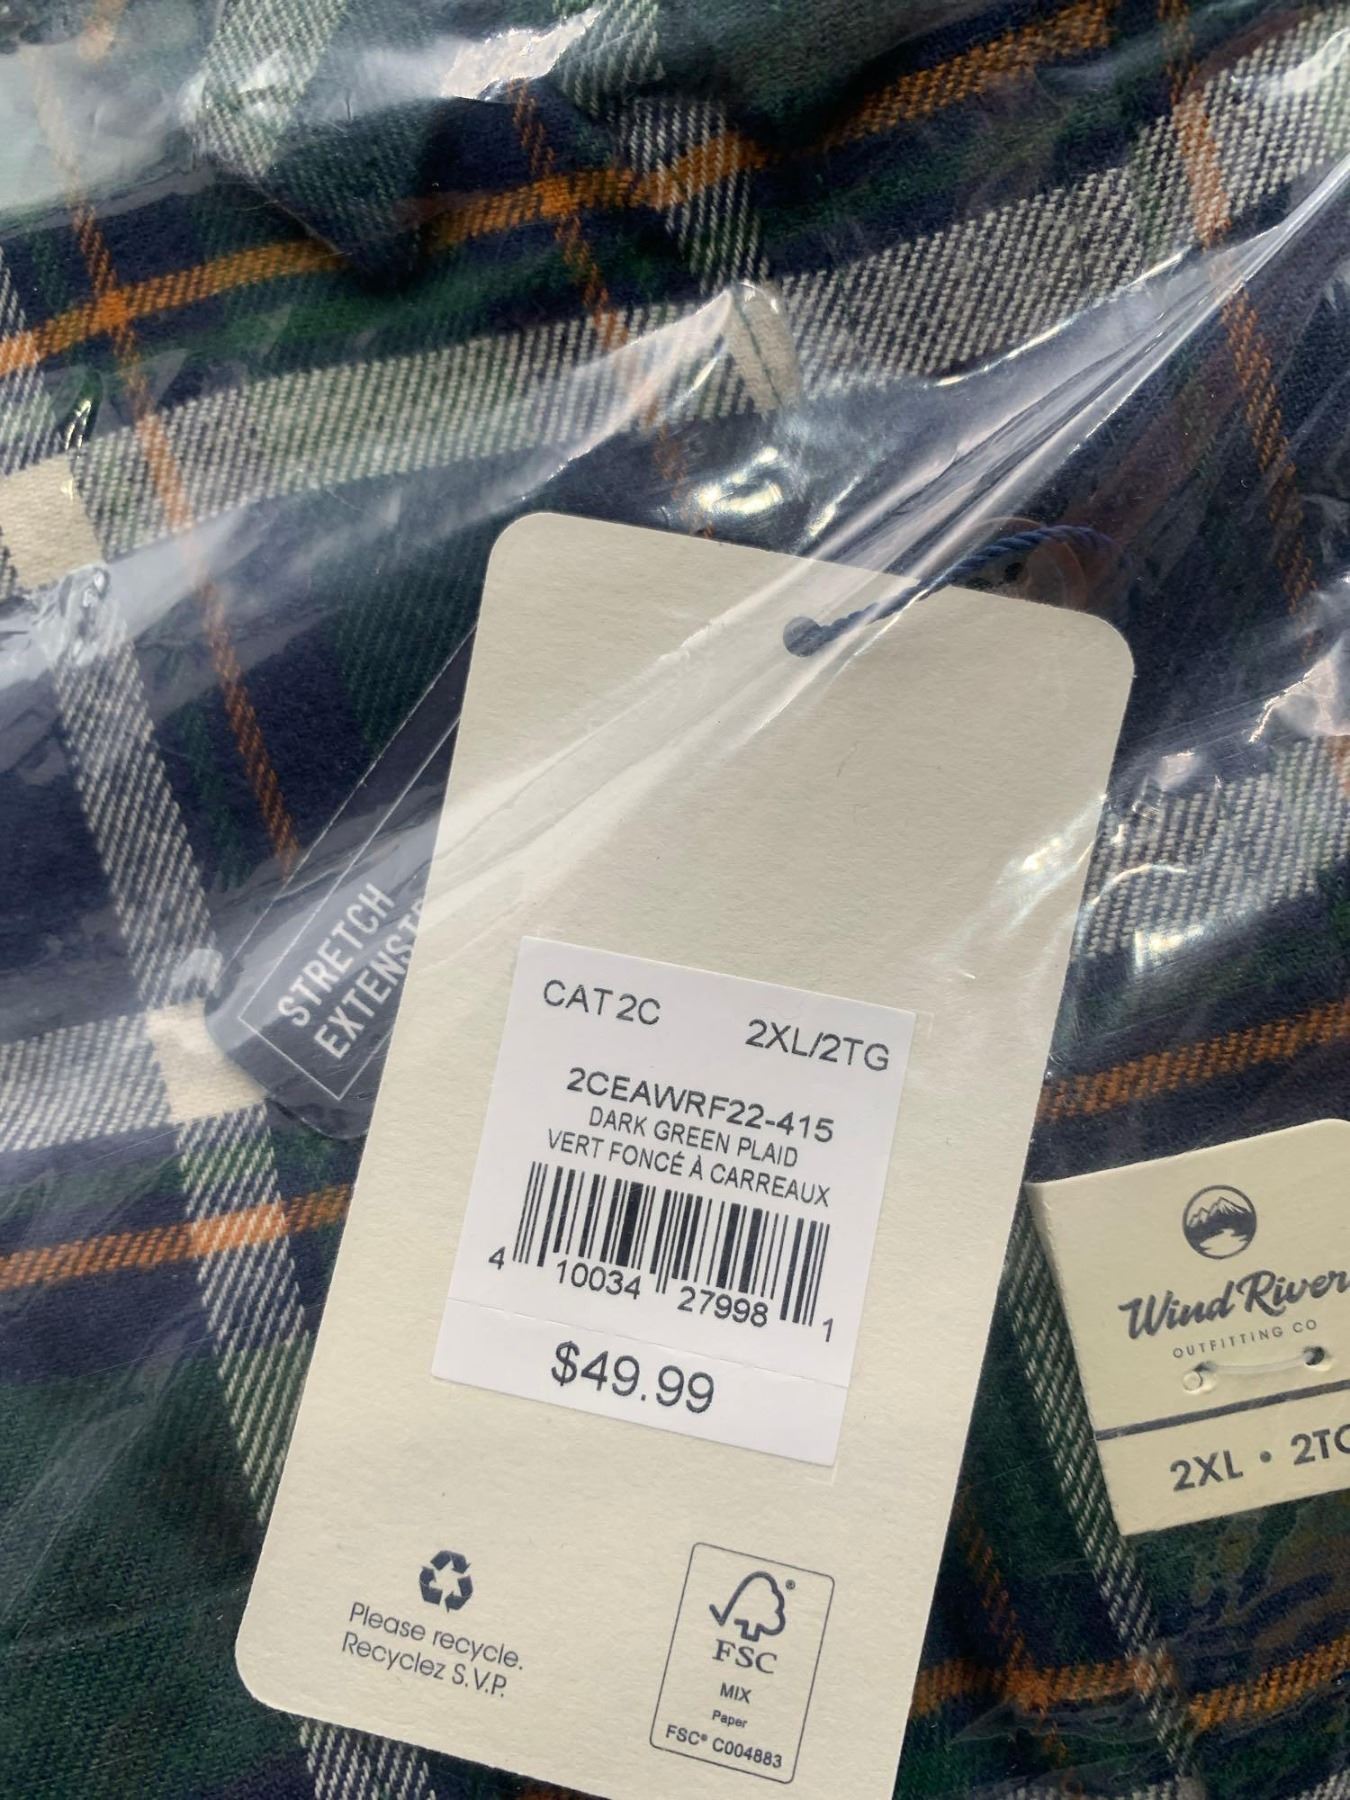 STRETCH
CAT 2C
2XL/2TG
2CEAWRF22-415
DARK GREEN PLAID
VERT FONCÉ À CARREAUX
4 10034 27998 1
$49.99
Please recycle.
Recyclez S.V.P.
FSC
MIX
Paper
FSC® C004883
Wind River
OUTFITTING CO
2XL • 2TG